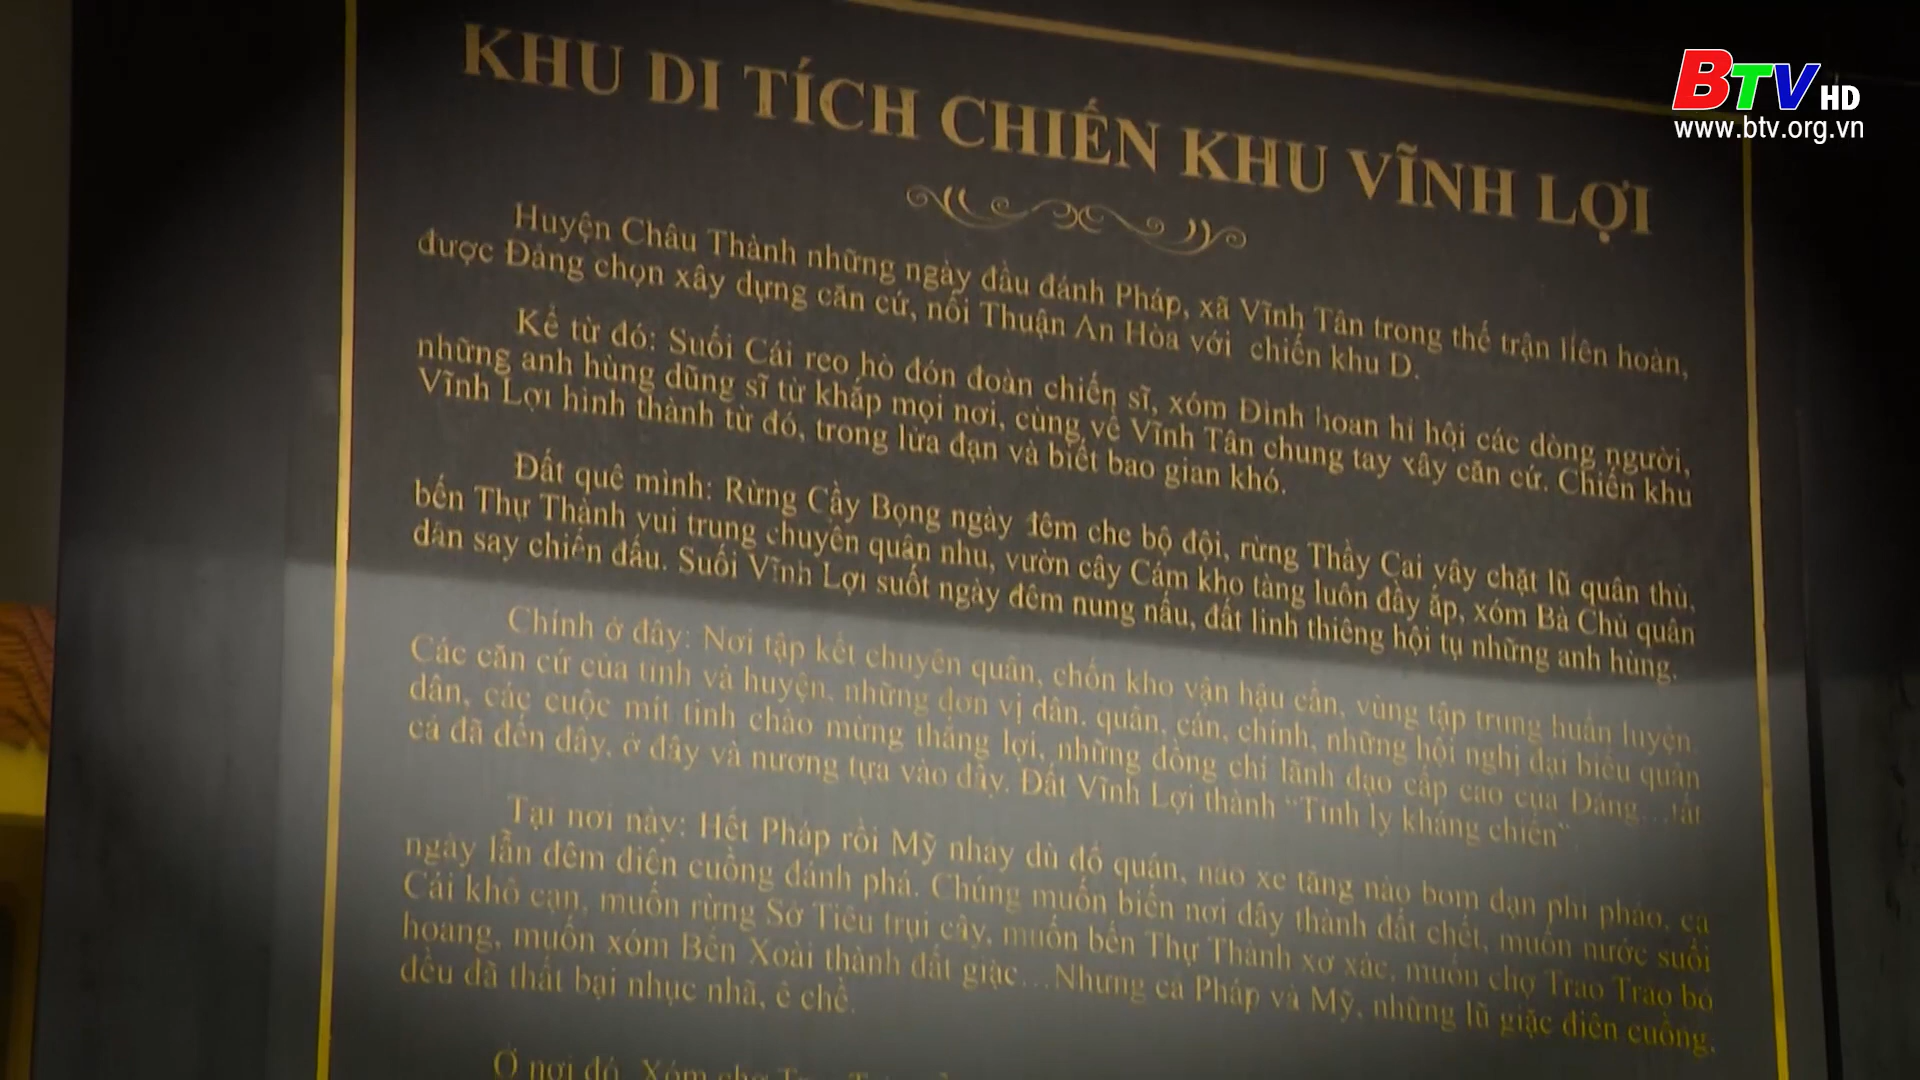 BTV HD
www.btv.org.vn
KHU DI TÍCH CHIẾN KHU VĨNH LỢI
Huyện Châu Thành những ngày đầu đánh Pháp, xã Vĩnh Tân trong thế trận liên hoàn,
được Đảng chọn xây dựng căn cứ, nối Thuận An Hòa với chiến khu D.
Kể từ đó: Suối Cái reo hò đón đoàn chiến sĩ, xóm Đình hoan hỉ hội các dòng người,
những anh hùng dũng sĩ từ khắp mọi nơi, cùng về Vĩnh Tân chung tay xây căn cứ. Chiến khu
Vĩnh Lợi hình thành từ đó, trong lửa đạn và biết bao gian khó.
Đất quê mình: Rừng Cầy Bọng ngày đêm che bộ đội, rừng Thầy Cai vây chặt lũ quân thù,
bến Thự Thành vui trung chuyển quân nhu, vườn cây Cám kho tàng luôn đầy ắp, xóm Bà Chủ quân
dân say chiến đấu. Suối Vĩnh Lợi suốt ngày đêm nung nấu, đất linh thiêng hội tụ những anh hùng.
Chính ở đây: Nơi tập kết chuyển quân, chốn kho vận hậu cần, vùng tập trung huấn luyện.
Các căn cứ của tỉnh và huyện, những đơn vị dân, quân, cán, chính, những hội nghị đại biểu quân
dân, các cuộc mít tinh chào mừng thắng lợi, những đồng chí lãnh đạo cấp cao của Đảng...tất
cả đã đến đây, ở đây và nương tựa vào đây. Đất Vĩnh Lợi thành “Tỉnh lỵ kháng chiến”.
Tại nơi này: Hết Pháp rồi Mỹ nhảy dù đổ quân, nào xe tăng nào bom đạn phi pháo, cả
ngày lẫn đêm điên cuồng đánh phá. Chúng muốn biến nơi đây thành đất chết, muốn nước suối
Cái khô cạn, muốn rừng Sở Tiêu trụi cây, muốn bến Thự Thành xơ xác, muốn chợ Trao Trao bỏ
hoang, muốn xóm Bến Xoài thành đất giặc...Nhưng cả Pháp và Mỹ, những lũ giặc điên cuồng,
đều đã thất bại nhục nhã, ê chề.
Ở nơi đó, Xóm chợ